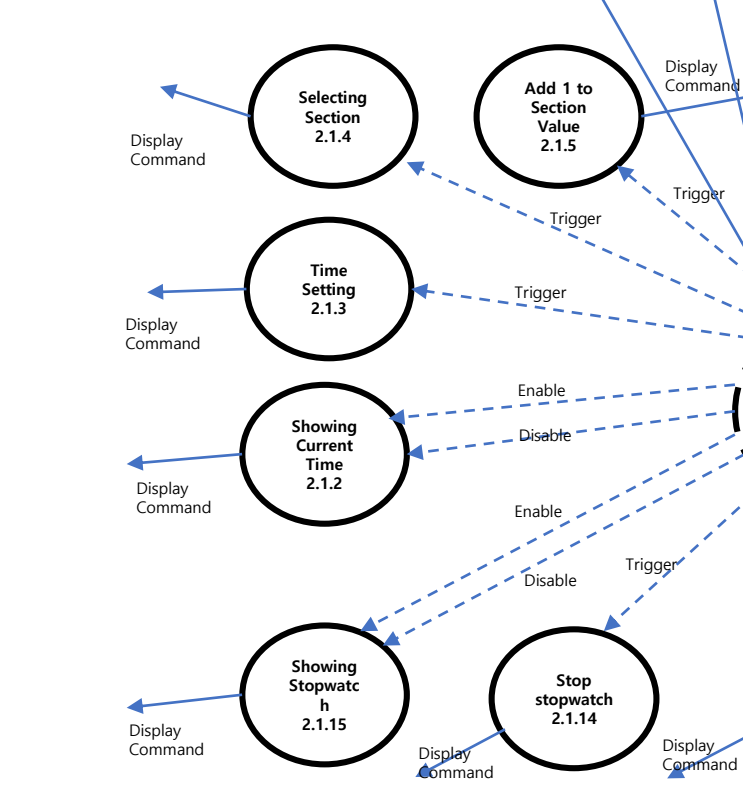 Selecting
Section
2.1.4
Add 1 to
Section
Value
2.1.5
Display
Command
Display
Command
Trigger
Trigger
Time
Setting
2.1.3
Trigger
Display
Command
Enable
Showing
Current
Time
2.1.2
Disable
Display
Command
Enable
Trigger
Disable
Showing
Stopwatc
h
2.1.15
Stop
stopwatch
2.1.14
Display
Command
Display
Command
Display
Command